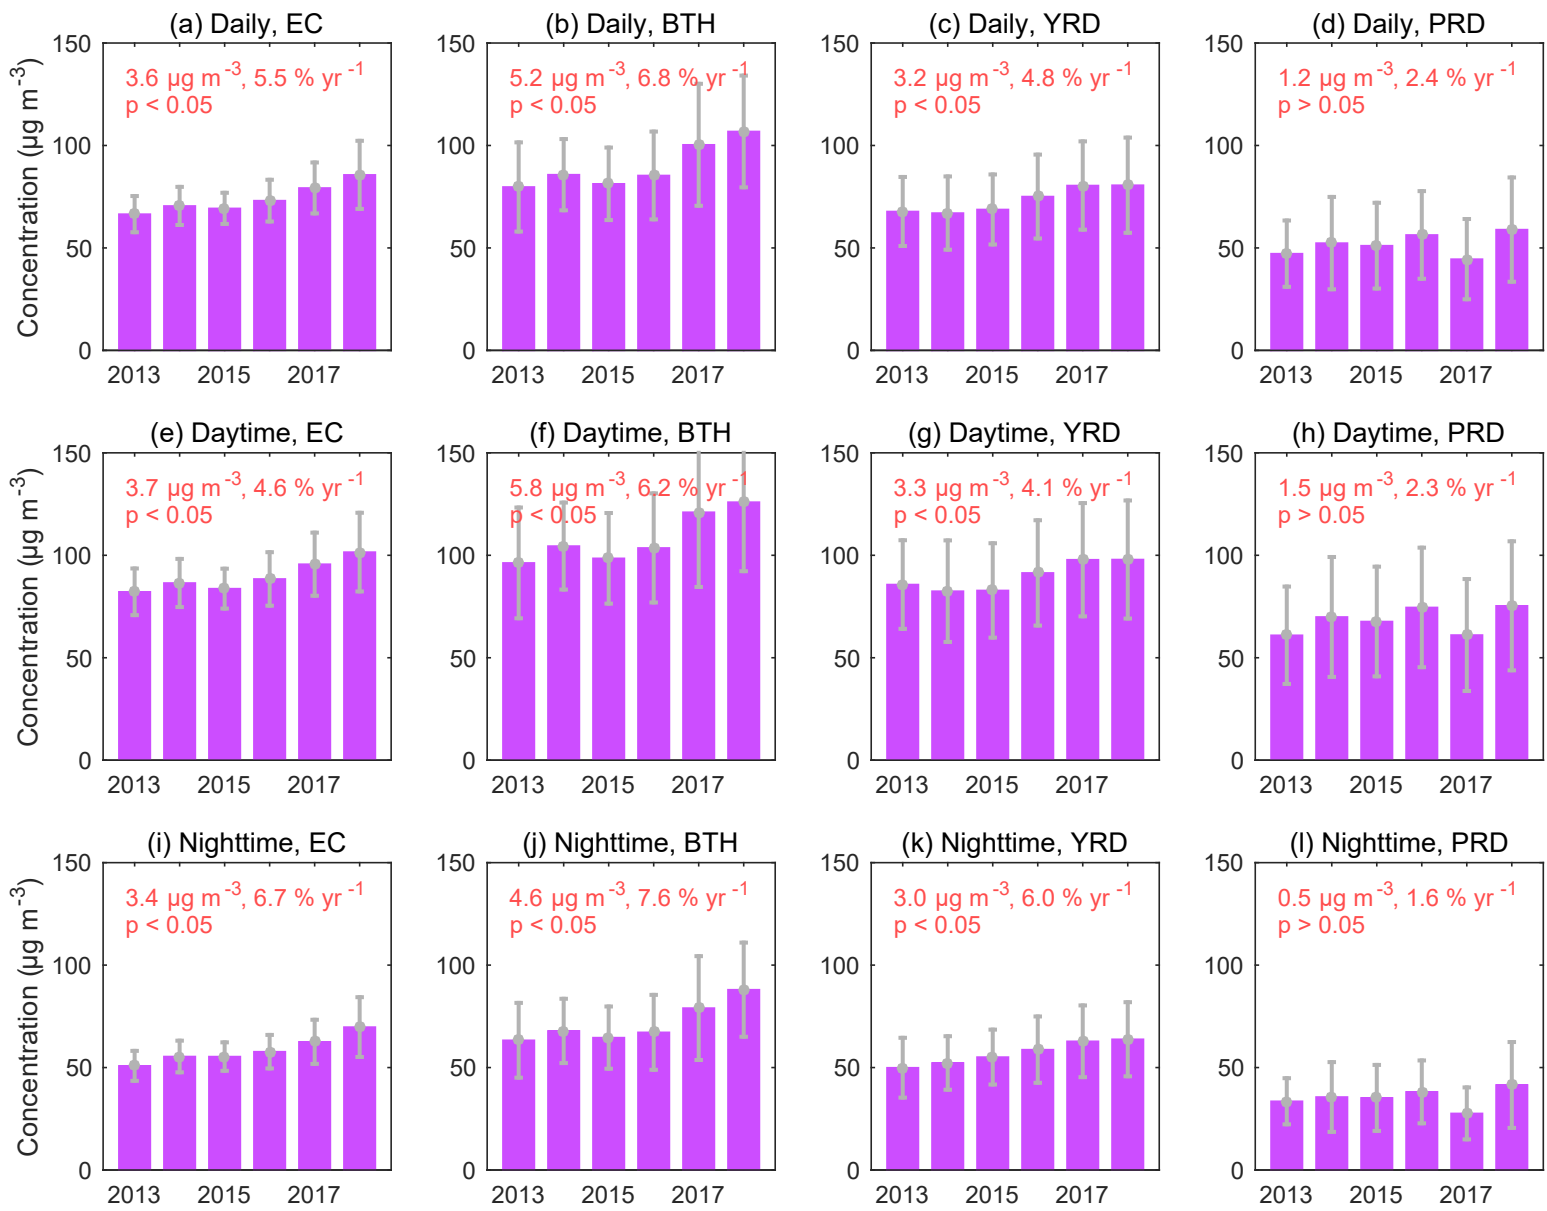 (a) Daily, EC
(b) Daily, BTH
(c) Daily, YRD
(d) Daily, PRD
Concentration (µg m⁻³)
150
100
50
0
3.6 µg m⁻³, 5.5 % yr⁻¹
p < 0.05
2013 2015 2017
150
100
50
0
5.2 µg m⁻³, 6.8 % yr⁻¹
p < 0.05
2013 2015 2017
150
100
50
0
3.2 µg m⁻³, 4.8 % yr⁻¹
p < 0.05
2013 2015 2017
150
100
50
0
1.2 µg m⁻³, 2.4 % yr⁻¹
p > 0.05
2013 2015 2017
(e) Daytime, EC
(f) Daytime, BTH
(g) Daytime, YRD
(h) Daytime, PRD
Concentration (µg m⁻³)
150
100
50
0
3.7 µg m⁻³, 4.6 % yr⁻¹
p < 0.05
2013 2015 2017
150
100
50
0
5.8 µg m⁻³, 6.2 % yr⁻¹
p < 0.05
2013 2015 2017
150
100
50
0
3.3 µg m⁻³, 4.1 % yr⁻¹
p < 0.05
2013 2015 2017
150
100
50
0
1.5 µg m⁻³, 2.3 % yr⁻¹
p > 0.05
2013 2015 2017
(i) Nighttime, EC
(j) Nighttime, BTH
(k) Nighttime, YRD
(l) Nighttime, PRD
Concentration (µg m⁻³)
150
100
50
0
3.4 µg m⁻³, 6.7 % yr⁻¹
p < 0.05
2013 2015 2017
150
100
50
0
4.6 µg m⁻³, 7.6 % yr⁻¹
p < 0.05
2013 2015 2017
150
100
50
0
3.0 µg m⁻³, 6.0 % yr⁻¹
p < 0.05
2013 2015 2017
150
100
50
0
0.5 µg m⁻³, 1.6 % yr⁻¹
p > 0.05
2013 2015 2017